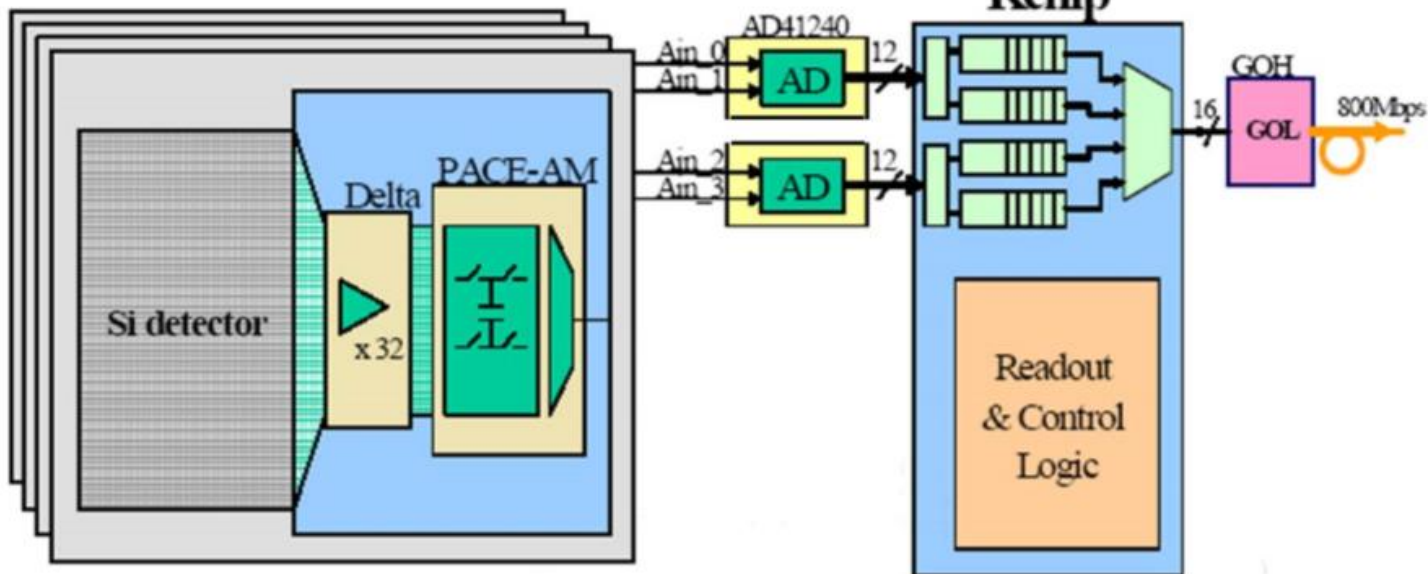 Kchip
AD41240
GOH
Ain_0
Ain_1
AD
12
16
GOL
800Mbps
Ain_2
Ain_3
AD
12
PACE-AM
Delta
Si detector
x 32
Readout
& Control
Logic